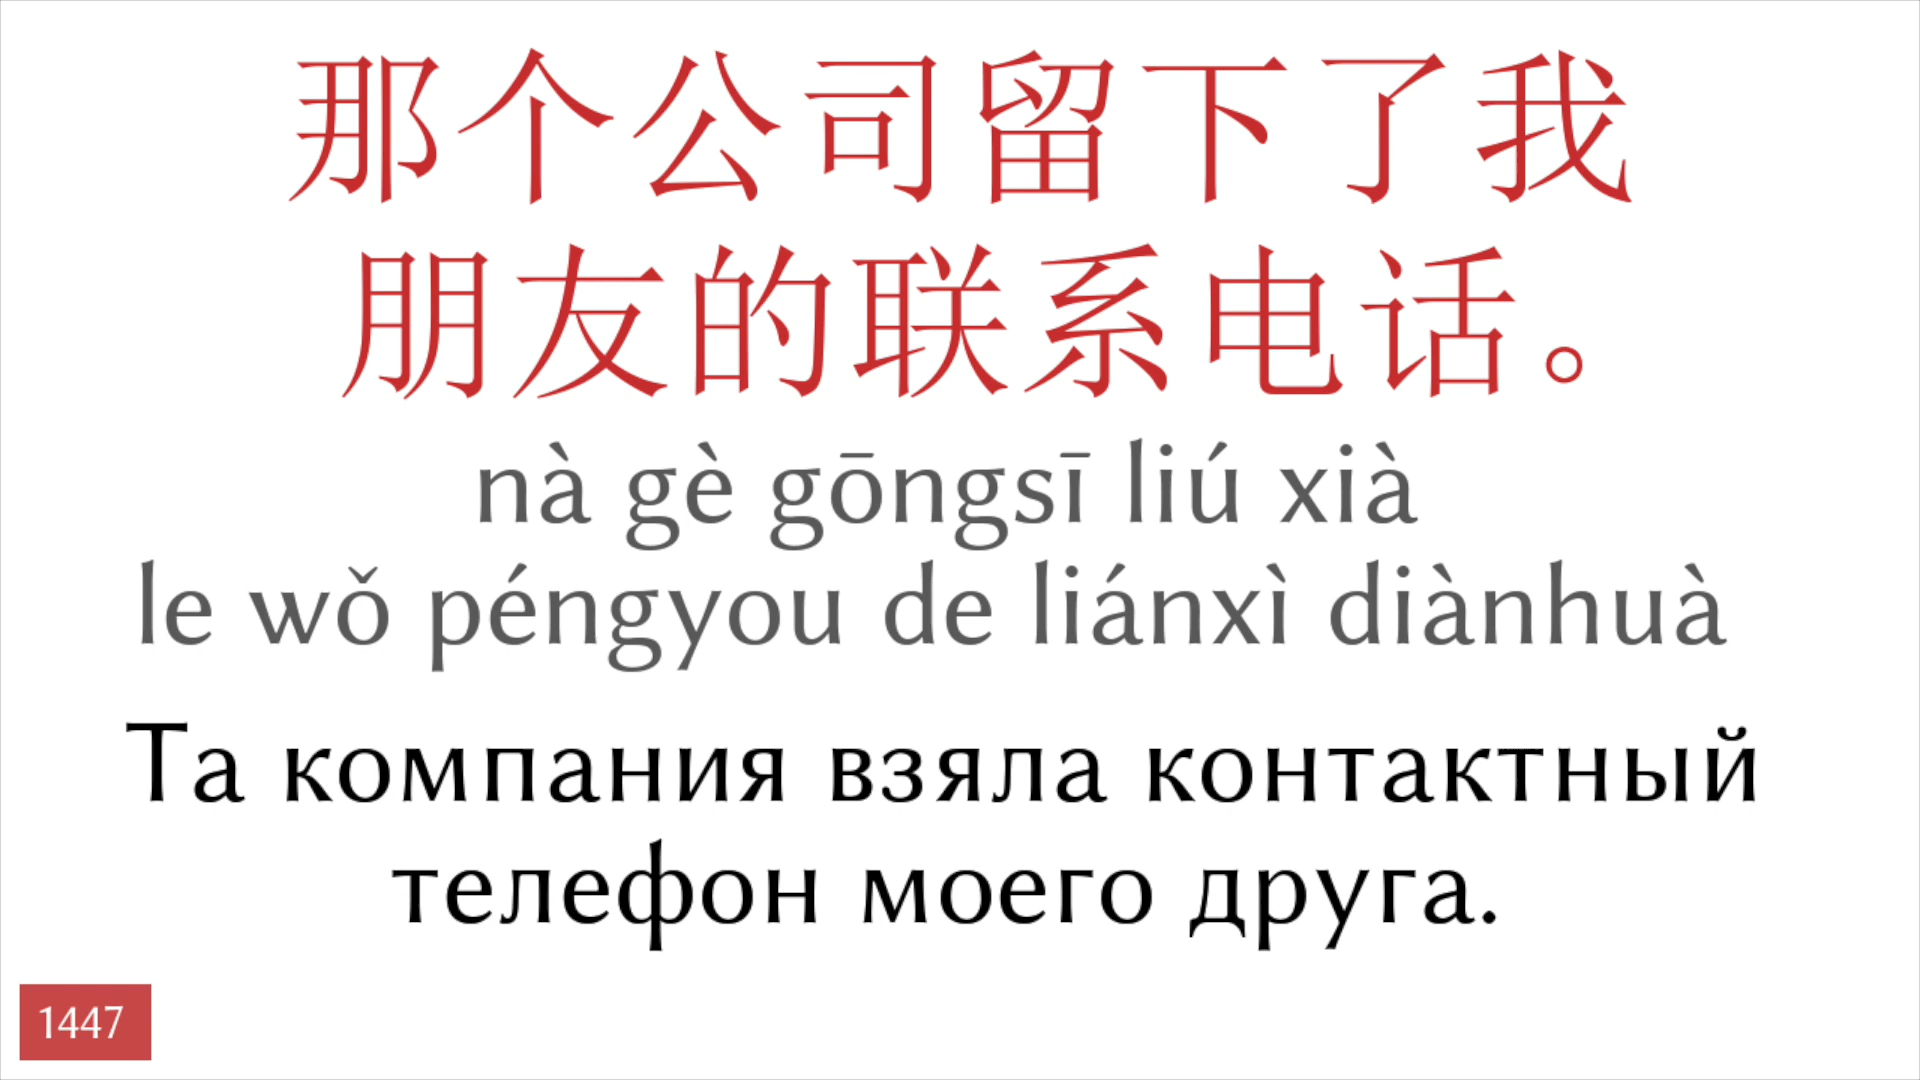 那个公司留下了我
朋友的联系电话。
nà gè gōngsī liú xià
le wǒ péngyou de liánxì diànhuà
Та компания взяла контактный
телефон моего друга.
1447